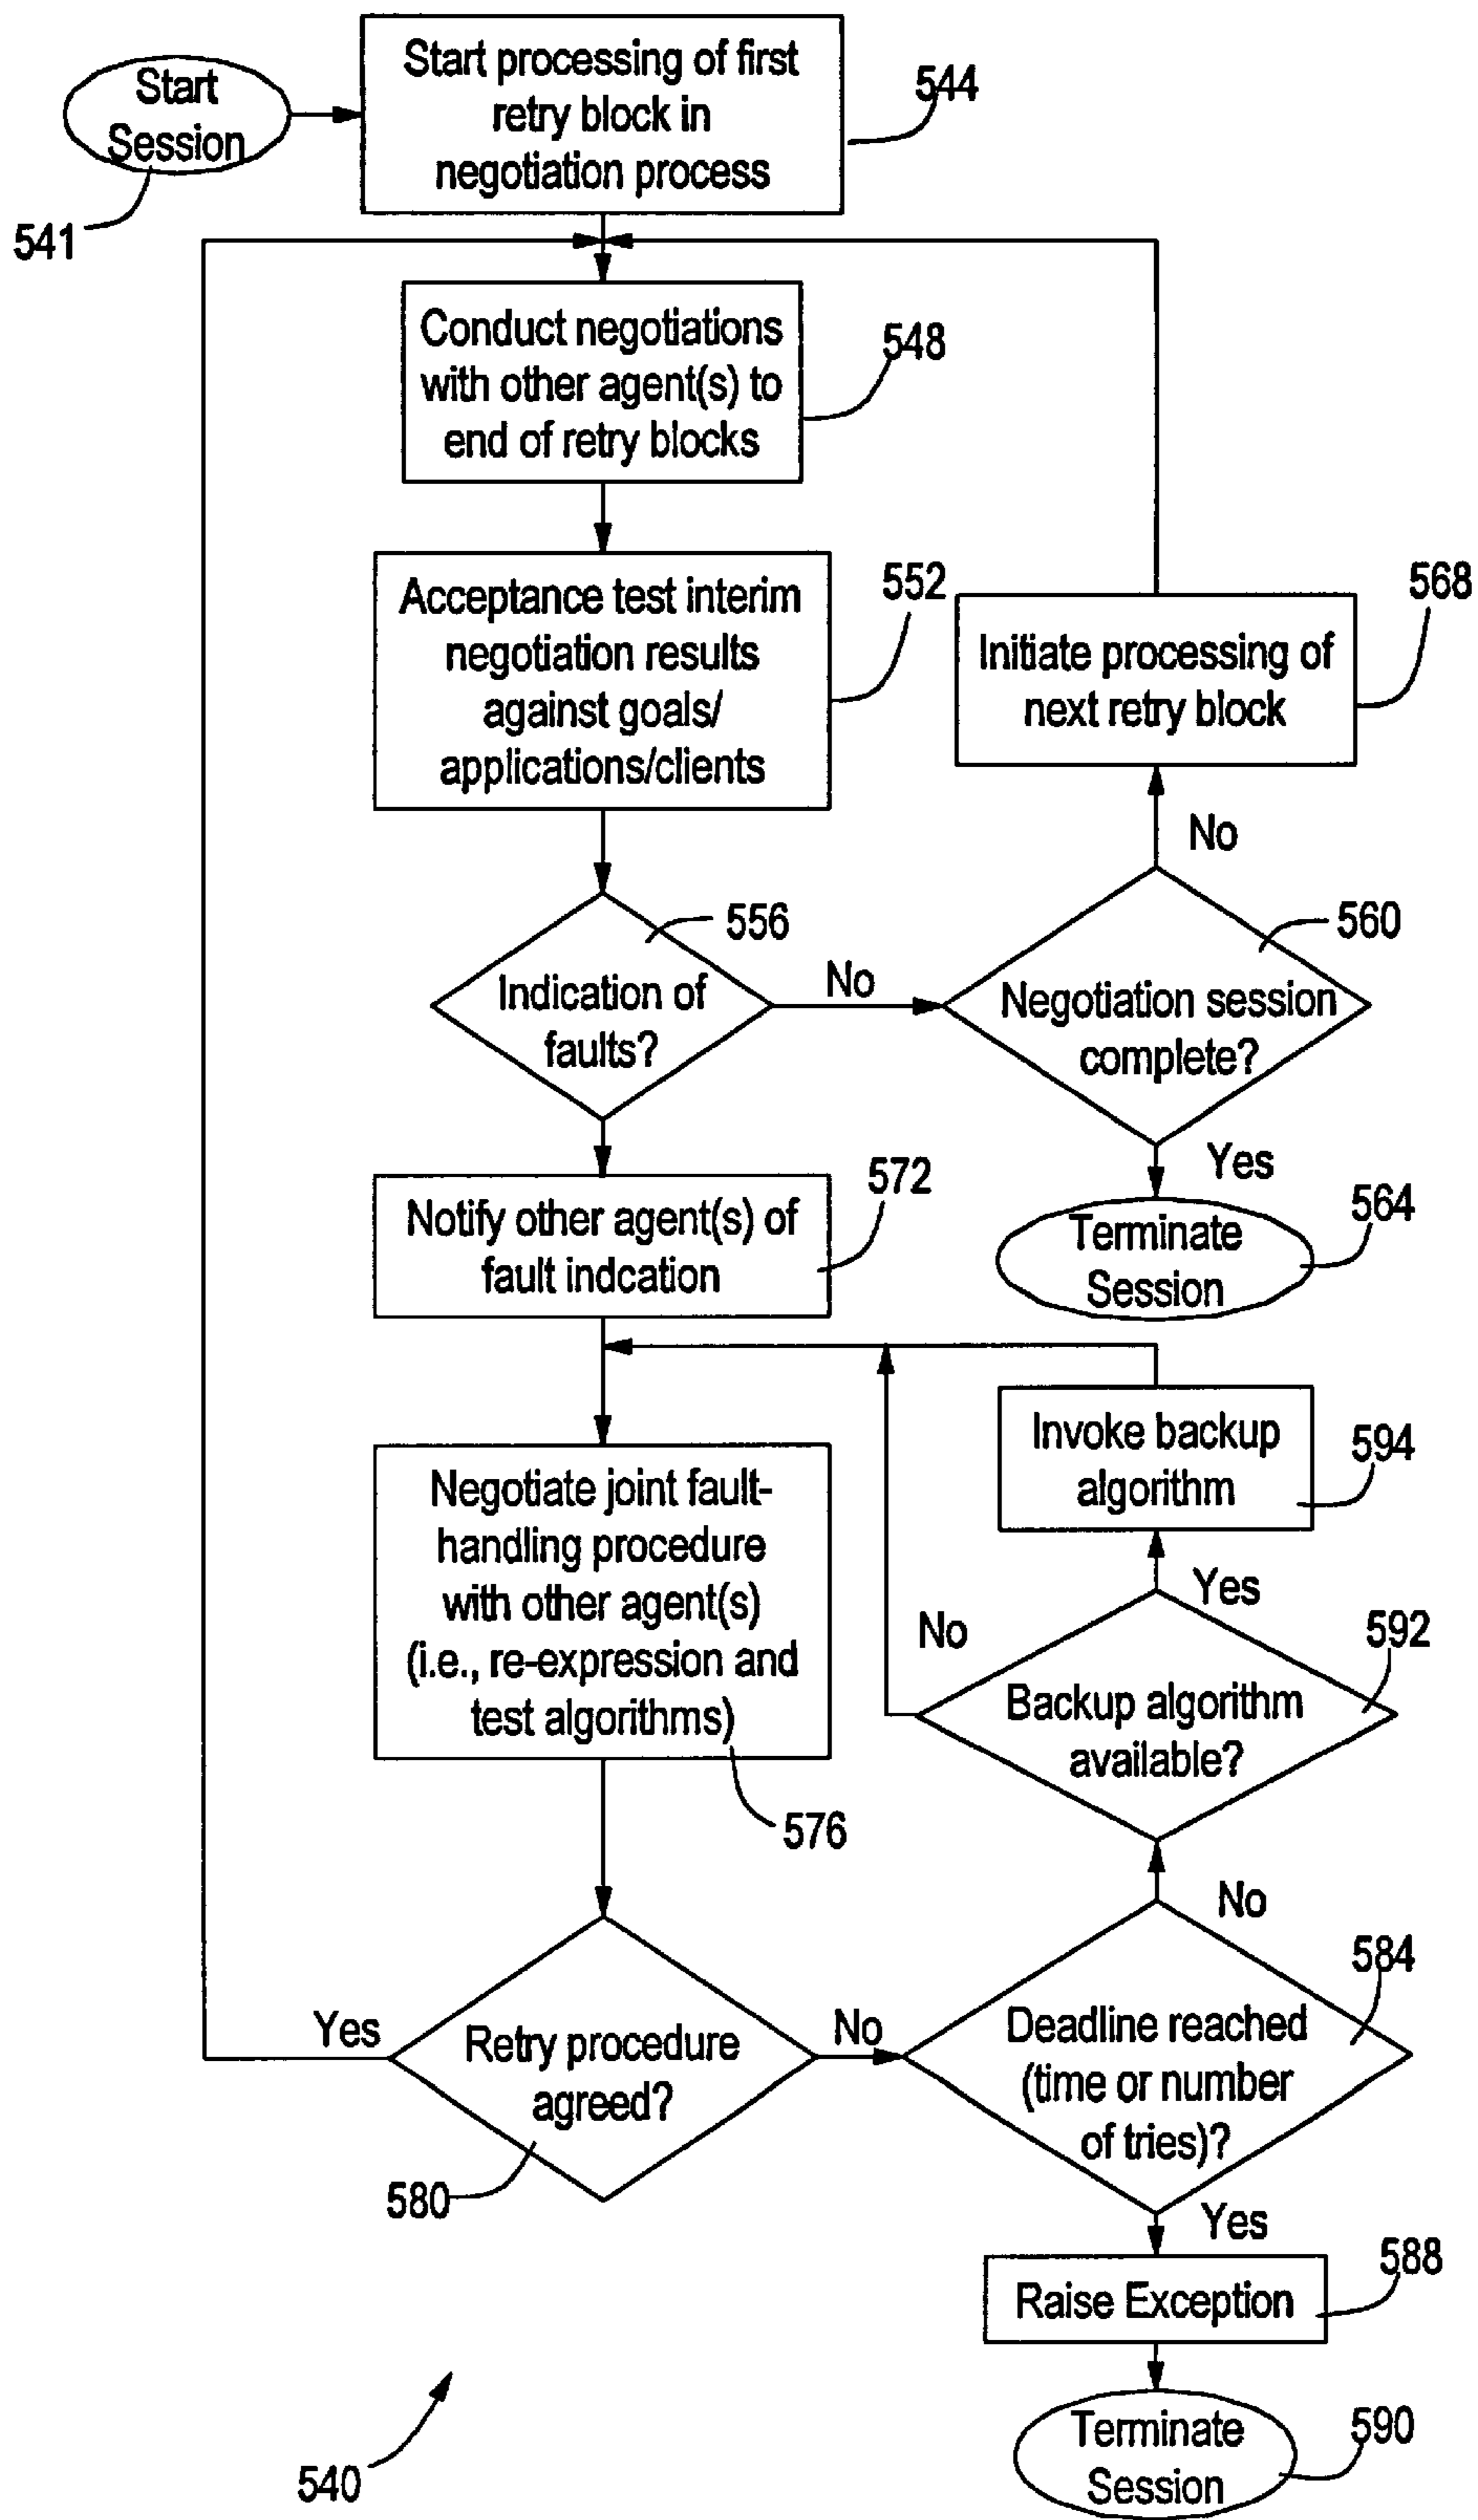 Start
Session
541
Start processing of first
retry block in
negotiation process
544
Conduct negotiations
with other agent(s) to
end of retry blocks
548
Acceptance test interim
negotiation results
against goals/
applications/clients
552
Initiate processing of
next retry block
568
No
Indication of
faults?
556
No
Negotiation session
complete?
560
Yes
Terminate
Session
564
Notify other agent(s) of
fault indcation
572
Negotiate joint fault-
handling procedure
with other agent(s)
(i.e., re-expression and
test algorithms)
576
Invoke backup
algorithm
594
Yes
No
Backup algorithm
available?
592
No
Retry procedure
agreed?
580
Yes
No
Deadline reached
(time or number
of tries)?
584
Yes
Raise Exception
588
Terminate
Session
590
540